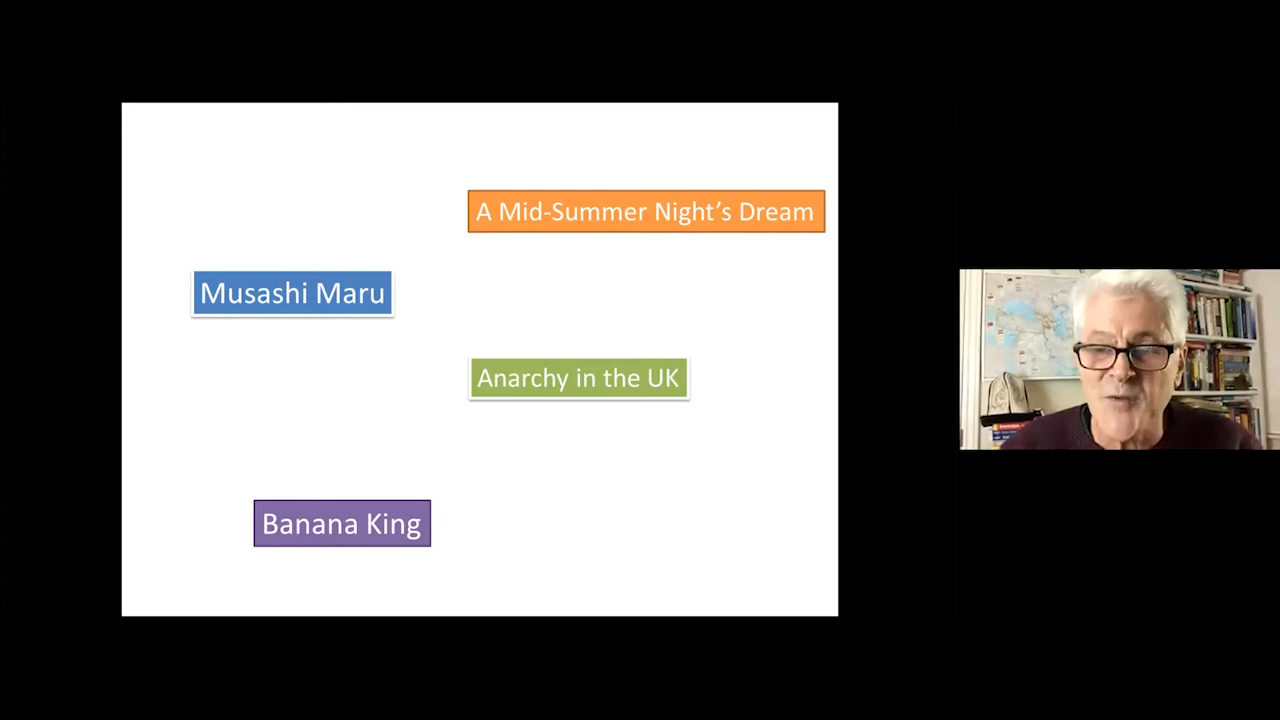 A Mid-Summer Night’s Dream
Musashi Maru
Anarchy in the UK
Banana King